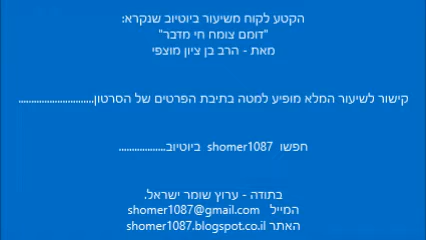 הקטע לקוח משיעור ביוטיוב שנקרא:
"דומם צומח חי מדבר"
מאת - הרב בן ציון מוצפי
קישור לשיעור המלא מופיע למטה בתיבת הפרטים של הסרטון..............................
חפשו shomer1087 ביוטיוב..................
בתודה - ערוץ שומר ישראל.
המייל shomer1087@gmail.com
האתר shomer1087.blogspot.co.il